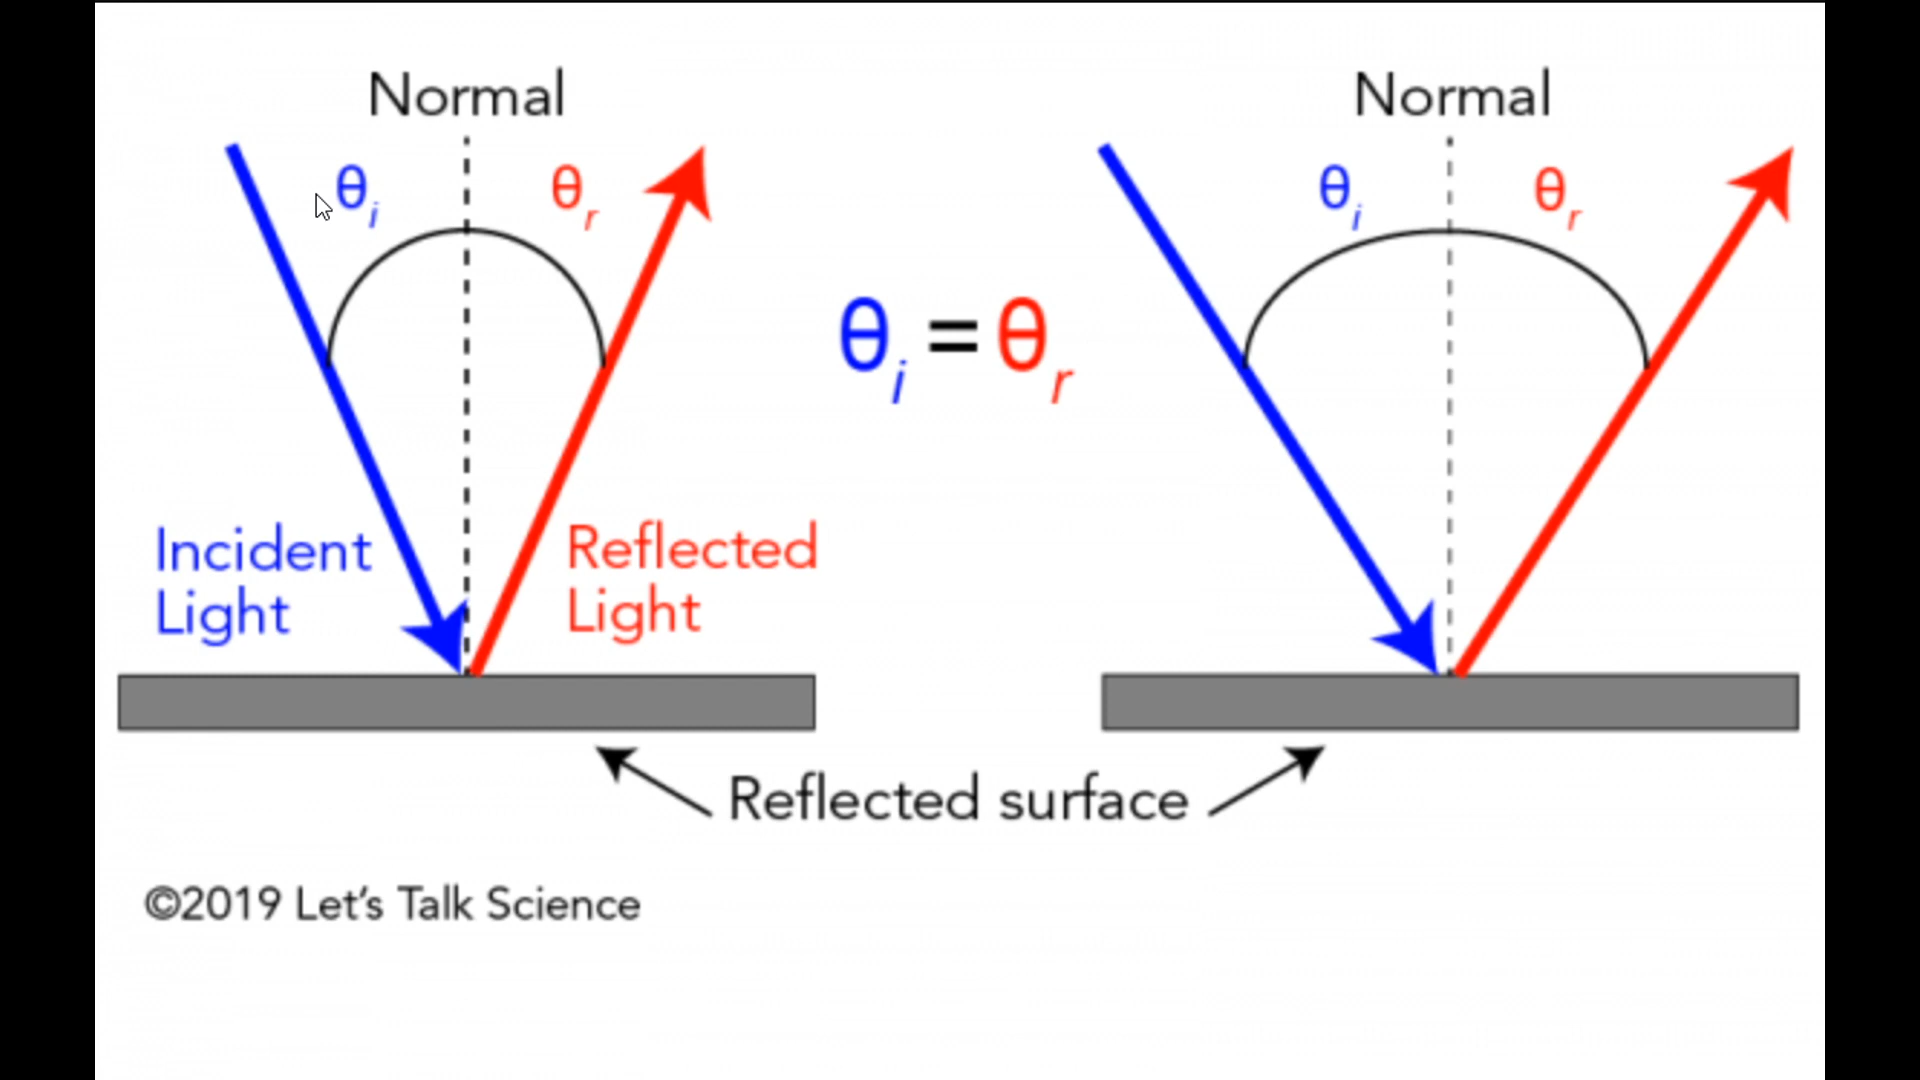 Normal
Normal
θi
θr
θi
θr
θi = θr
Incident
Light
Reflected
Light
Reflected surface
©2019 Let's Talk Science